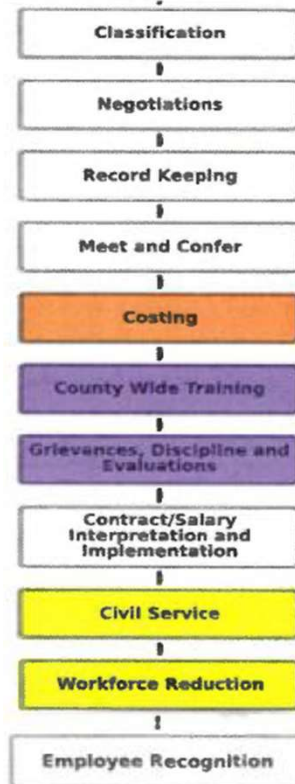 Classification
Negotiations
Record Keeping
Meet and Confer
Costing
County Wide Training
Grievances, Discipline and
Evaluations
Contract/Salary
Interpretation and
Implementation
Civil Service
Workforce Reduction
Employee Recognition